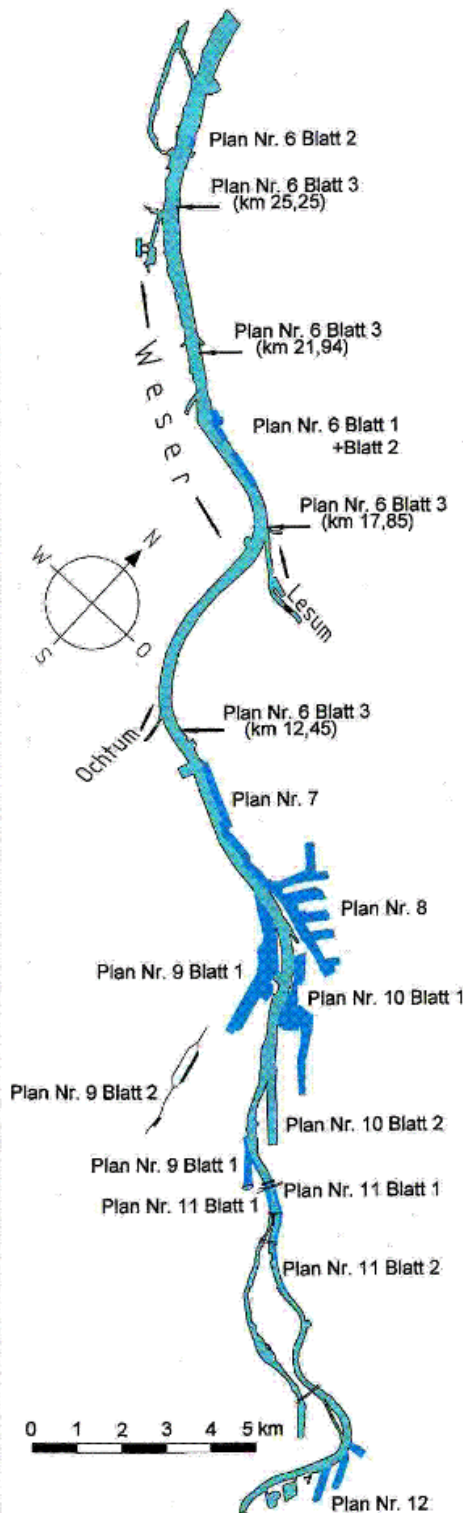 Plan Nr. 6 Blatt 2
Plan Nr. 6 Blatt 3
(km 25,25)
Weser
Plan Nr. 6 Blatt 3
(km 21,94)
Plan Nr. 6 Blatt 1
+Blatt 2
Plan Nr. 6 Blatt 3
(km 17,85)
Lesum
N
W
O
S
Ochtum
Plan Nr. 6 Blatt 3
(km 12,45)
Plan Nr. 7
Plan Nr. 8
Plan Nr. 9 Blatt 1
Plan Nr. 10 Blatt 1
Plan Nr. 9 Blatt 2
Plan Nr. 10 Blatt 2
Plan Nr. 9 Blatt 1
Plan Nr. 11 Blatt 1
Plan Nr. 11 Blatt 1
Plan Nr. 11 Blatt 2
0 1 2 3 4 5 km
Plan Nr. 12